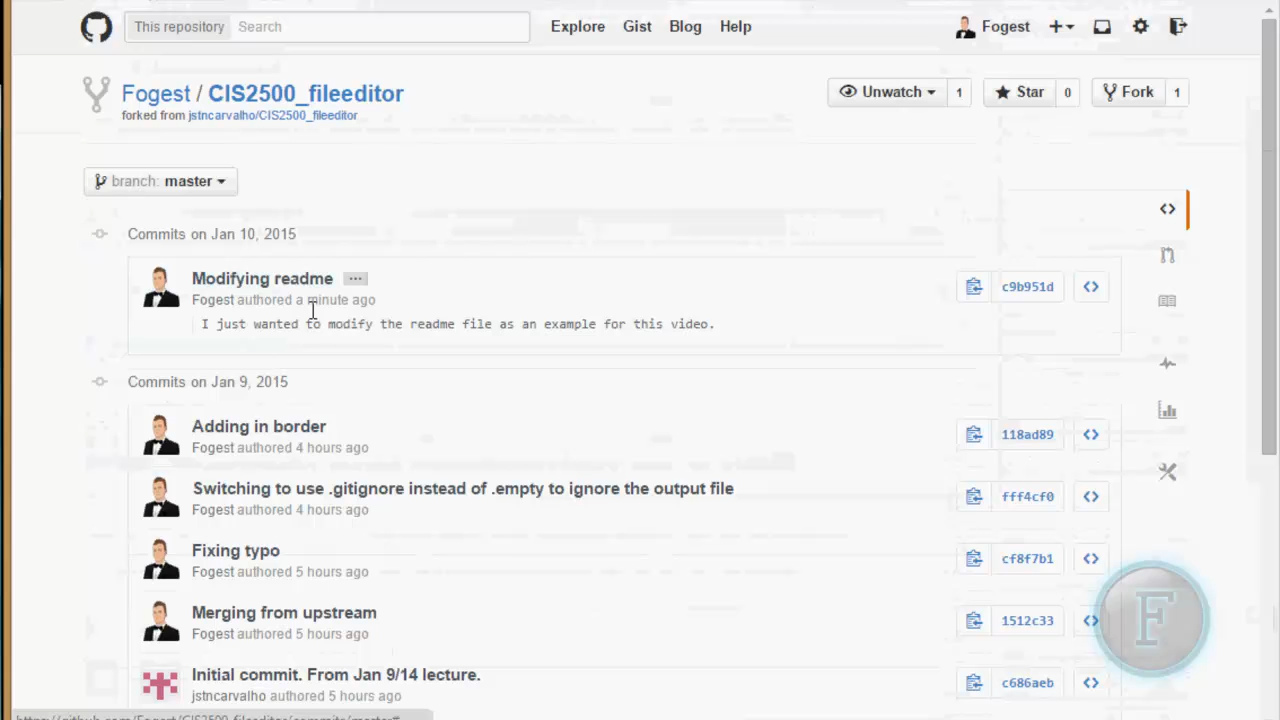 This repository Search Explore Gist Blog Help Fogest
Fogest / CIS2500_fileeditor Unwatch 1 Star 0 Fork 1
forked from jstncarvalho/CIS2500_fileeditor
branch: master
Commits on Jan 10, 2015
Modifying readme ...
c9b951d
Fogest authored a minute ago
I just wanted to modify the readme file as an example for this video.
Commits on Jan 9, 2015
Adding in border
118ad89
Fogest authored 4 hours ago
Switching to use .gitignore instead of .empty to ignore the output file
fff4cf0
Fogest authored 4 hours ago
Fixing typo
cf8f7b1
Fogest authored 5 hours ago
Merging from upstream
1512c33
Fogest authored 5 hours ago
Initial commit. From Jan 9/14 lecture.
c686aeb
jstncarvalho authored 5 hours ago
F